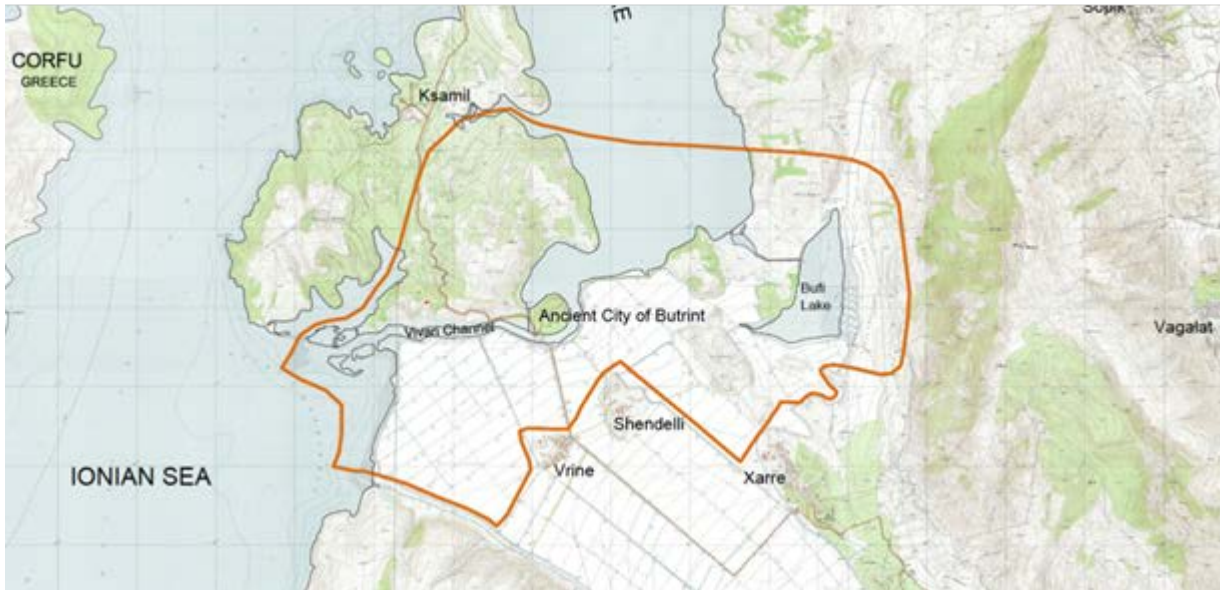 Sopik
CORFU
GREECE
Ksamil
Bufi
Lake
Ancient City of Butrint
Vivari Channel
Vagalat
Shendelli
Vrine
Xarre
IONIAN SEA